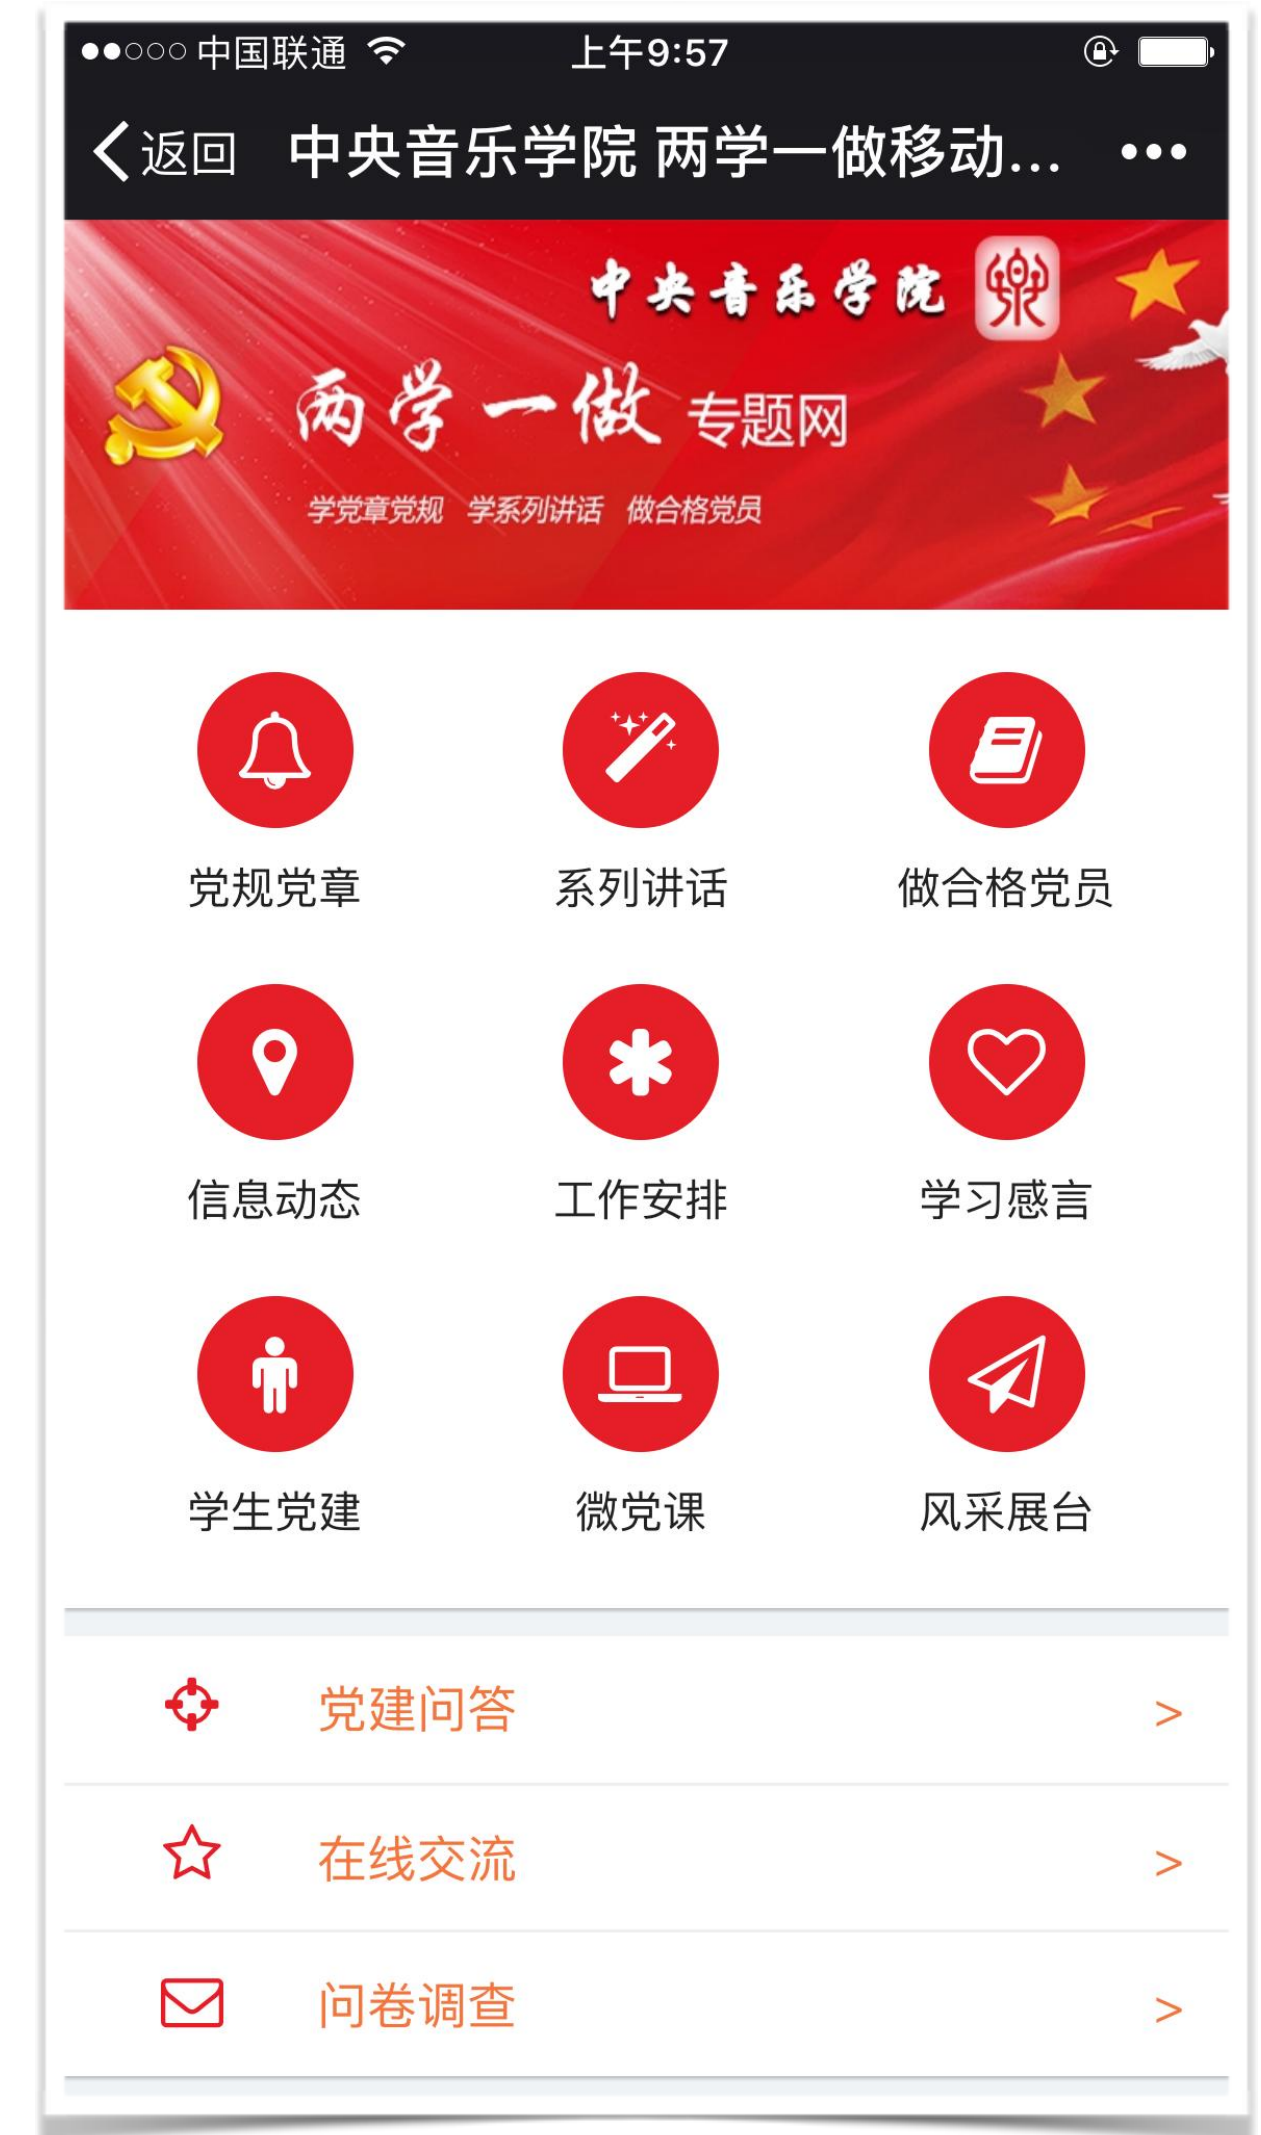 中国联通 上午9:57
返回 中央音乐学院 两学一做移动...
中央音乐学院
两学一做 专题网
学党章党规 学系列讲话 做合格党员
党规党章 系列讲话 做合格党员
信息动态 工作安排 学习感言
学生党建 微党课 风采展台
党建问答 >
在线交流 >
问卷调查 >